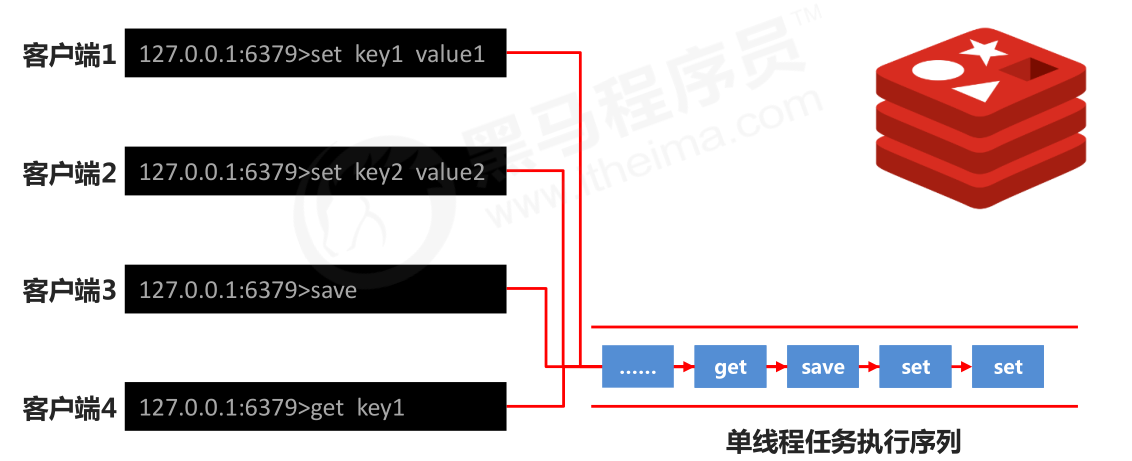 客户端1 127.0.0.1:6379>set key1 value1
客户端2 127.0.0.1:6379>set key2 value2
客户端3 127.0.0.1:6379>save
客户端4 127.0.0.1:6379>get key1
...... get save set set
单线程任务执行序列
黑马程序员™
www.itheima.com